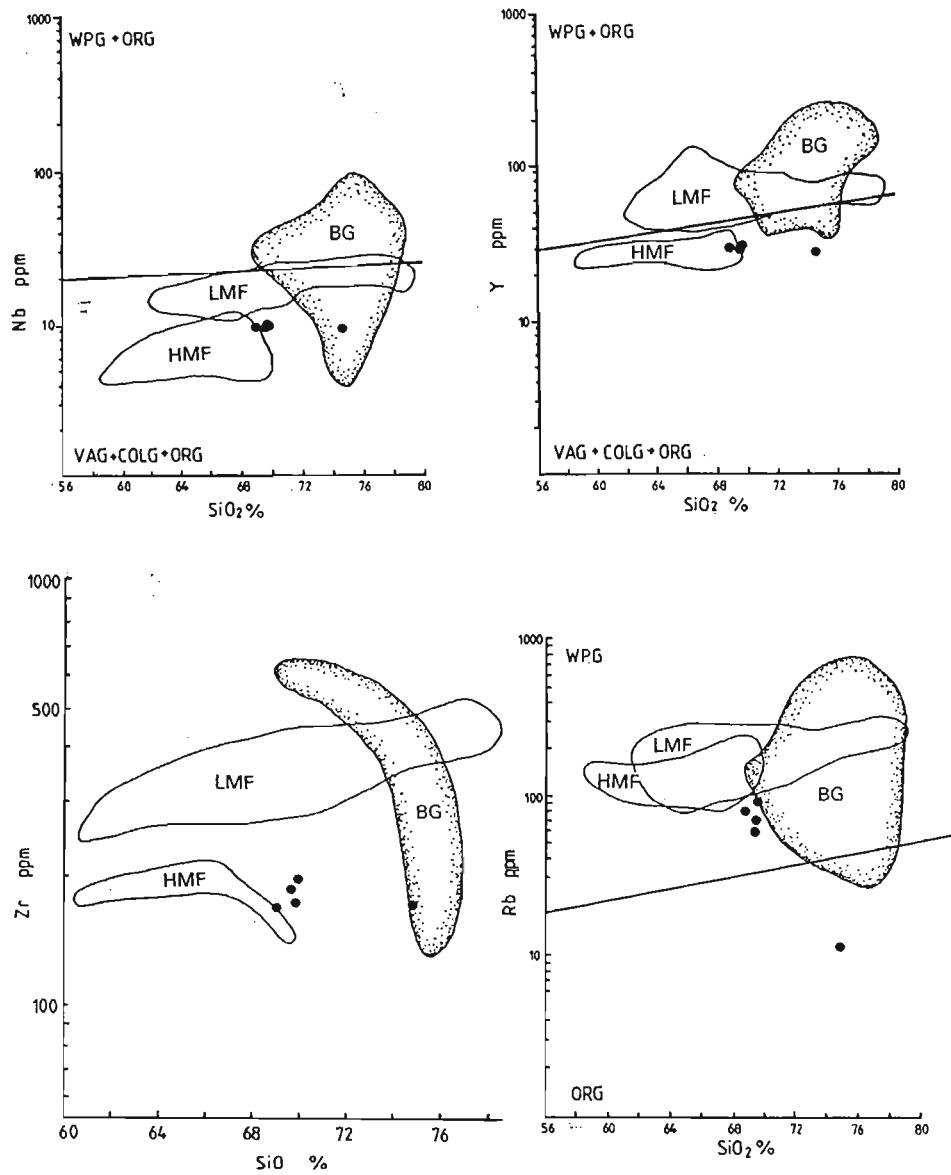 1000
WPG + ORG
100
BG
LMF
10
HMF
VAG+COLG+ORG
56 60 64 68 72 76 80
SiO2 %
Nb ppm
1000
WPG + ORG
100
BG
LMF
HMF
10
VAG + COLG + ORG
56 60 64 68 72 76 80
SiO2 %
Y ppm
1000
500
LMF
BG
HMF
100
60 64 68 72 76
SiO %
Zr ppm
1000
WPG
LMF
HMF
100
BG
10
ORG
56 60 64 68 72 76 80
SiO2 %
Rb ppm